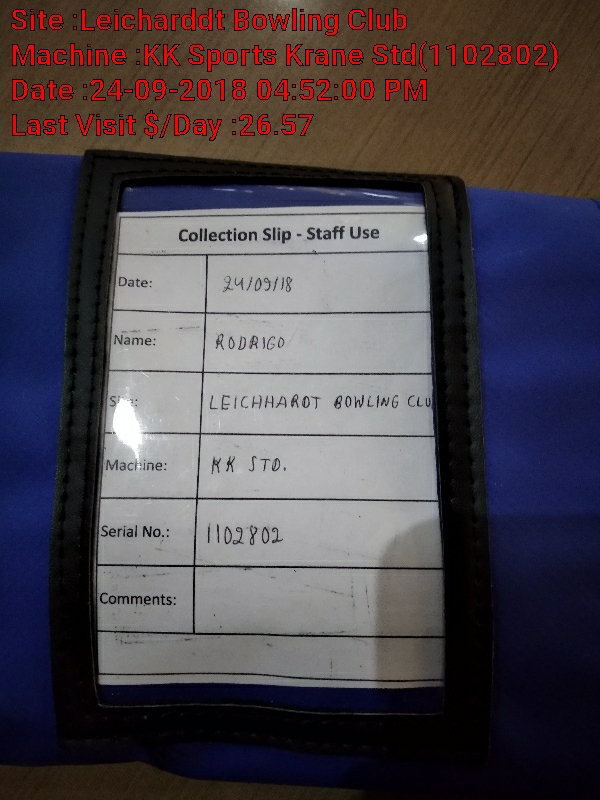 Site :Leicharddt Bowling Club
Machine :KK Sports Krane Std(1102802)
Date :24-09-2018 04:52:00 PM
Last Visit $/Day :26.57
Collection Slip - Staff Use
Date: 24/09/18
Name: RODRIGO
Site: LEICHHARDT BOWLING CLU
Machine: KK STD.
Serial No.: 1102802
Comments: